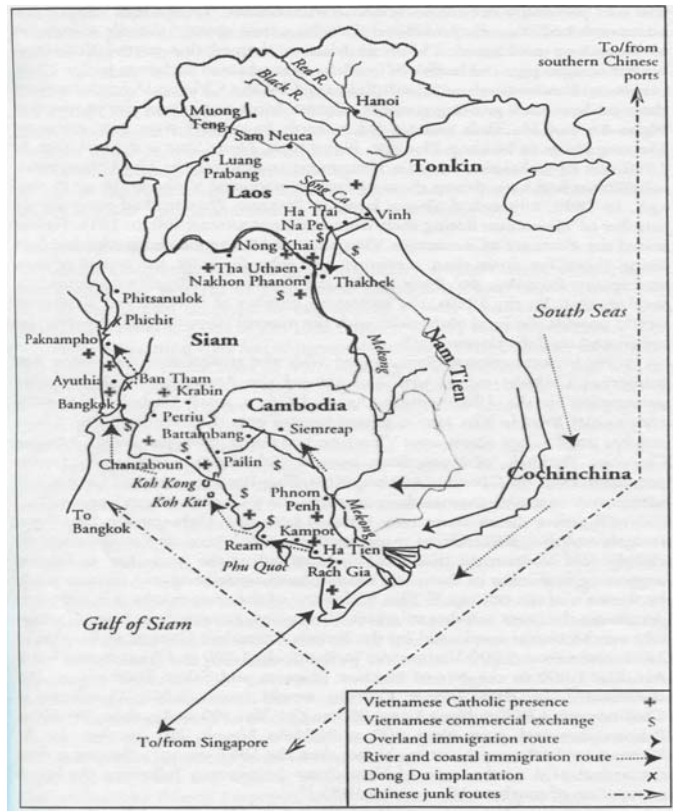 To/from
southern Chinese
ports
Red R.
Black R.
Hanoi
Muong
Teng
Sam Neuea
Luang
Prabang
Tonkin
Laos
Song Ca
Ha Trai
Na Pe
Vinh
Nong Khai
Tha Uthaen
Nakhon Phanom
Thakhek
Phitsanulok
Phichit
Siam
South Seas
Paknampho
Mekong
Nam Tien
Ayuthia
Ban Tham
Krabin
Bangkok
Cambodia
Petriu
Battambang
Siemreap
Pailin
Chantaboun
Cochinchina
Koh Kong
Koh Kut
Phnom
Penh
Mekong
To
Bangkok
Kampot
Ream
Ha Tien
Phu Quoc
Rach Gia
Gulf of Siam
To/from Singapore
Vietnamese Catholic presence +
Vietnamese commercial exchange $
Overland immigration route
River and coastal immigration route
Dong Du implantation x
Chinese junk routes